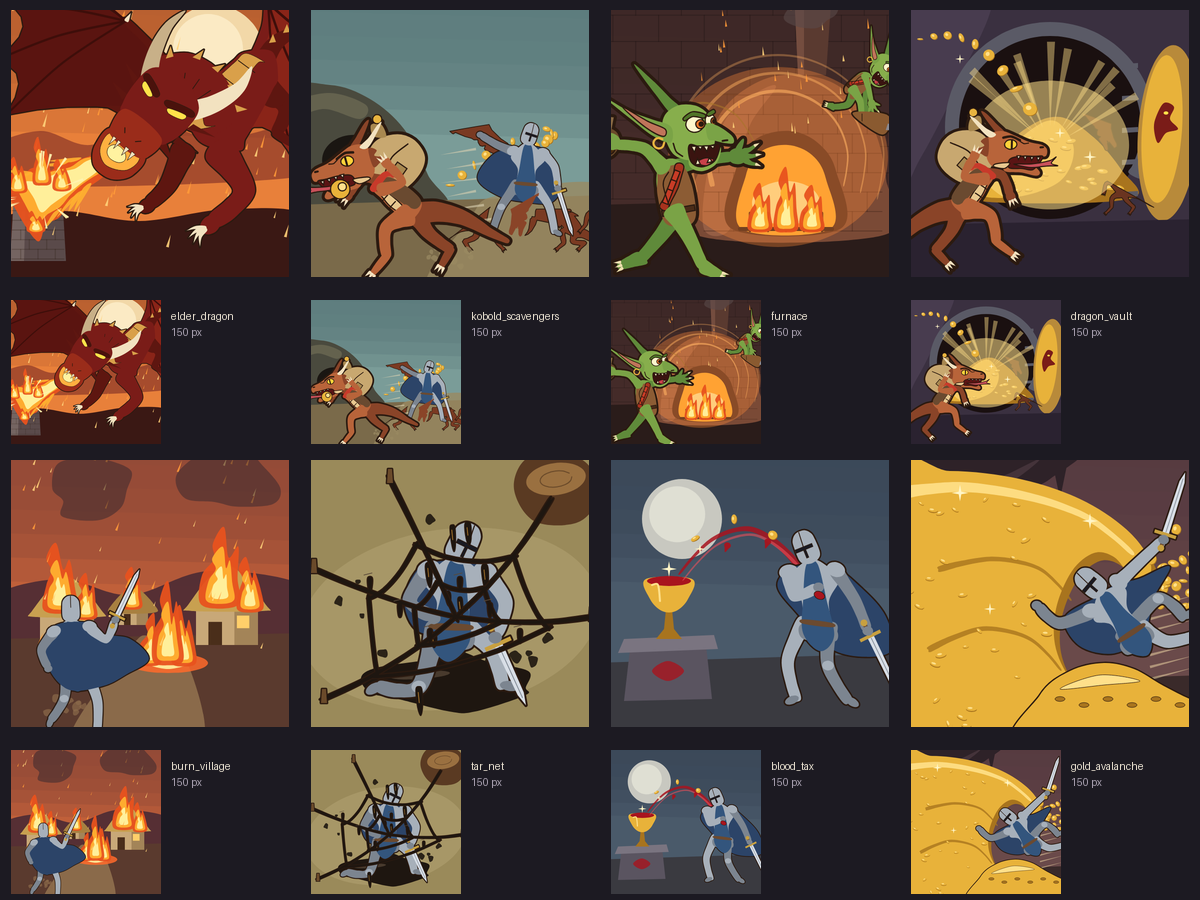 elder_dragon
150 px
kobold_scavengers
150 px
furnace
150 px
dragon_vault
150 px
burn_village
150 px
tar_net
150 px
blood_tax
150 px
gold_avalanche
150 px